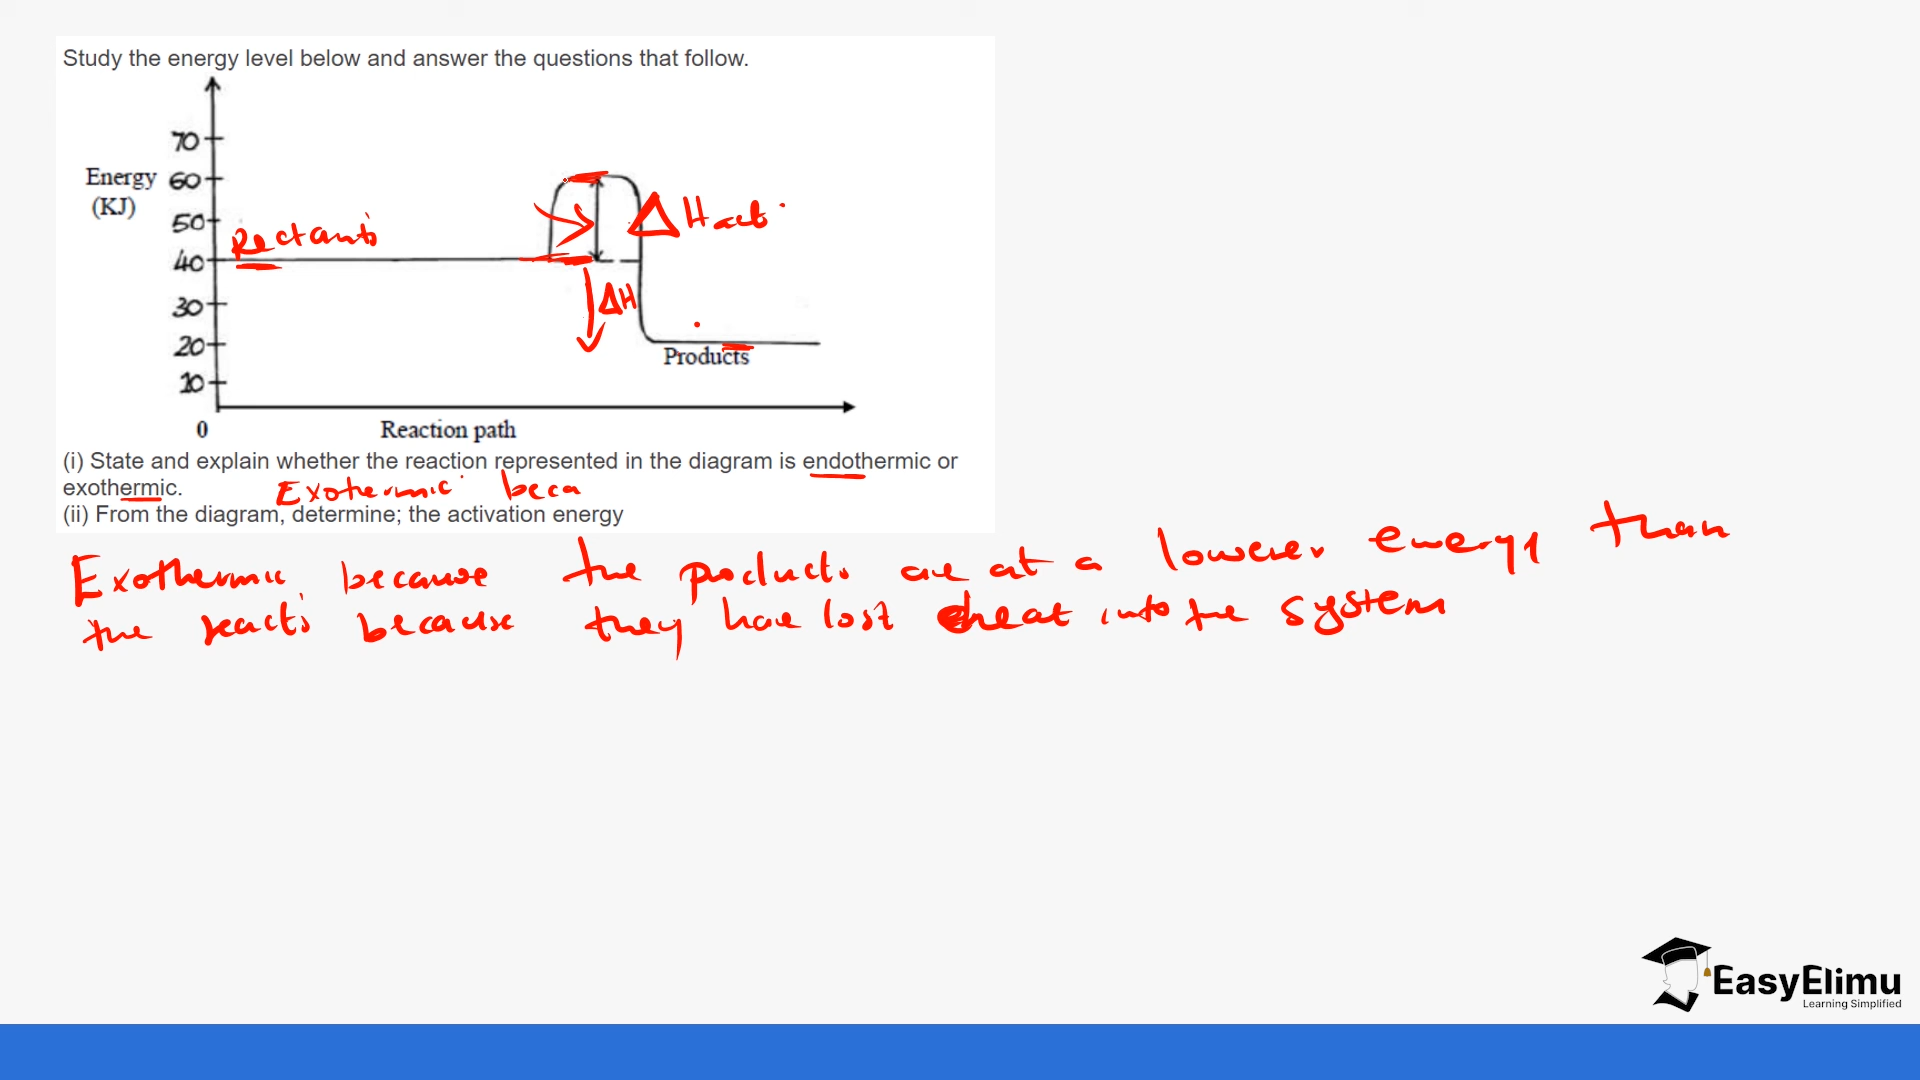 Study the energy level below and answer the questions that follow.
70
Energy 60
(KJ)
50
Rectants
ΔHact.
40
30
ΔH
20
Products
10
0
Reaction path
(i) State and explain whether the reaction represented in the diagram is endothermic or
exothermic.
Exothermic beca
(ii) From the diagram, determine; the activation energy
Exothermic because the products are at a lowerer energy than
the reacts because they have lost heat into the system
EasyElimu
Learning Simplified